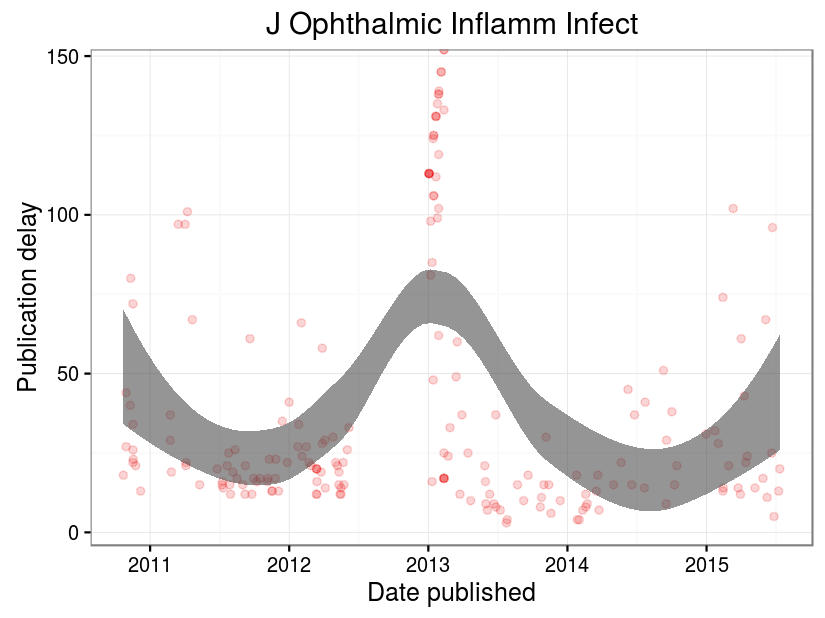 J Ophthalmic Inflamm Infect
150
100
50
0
Publication delay
2011 2012 2013 2014 2015
Date published